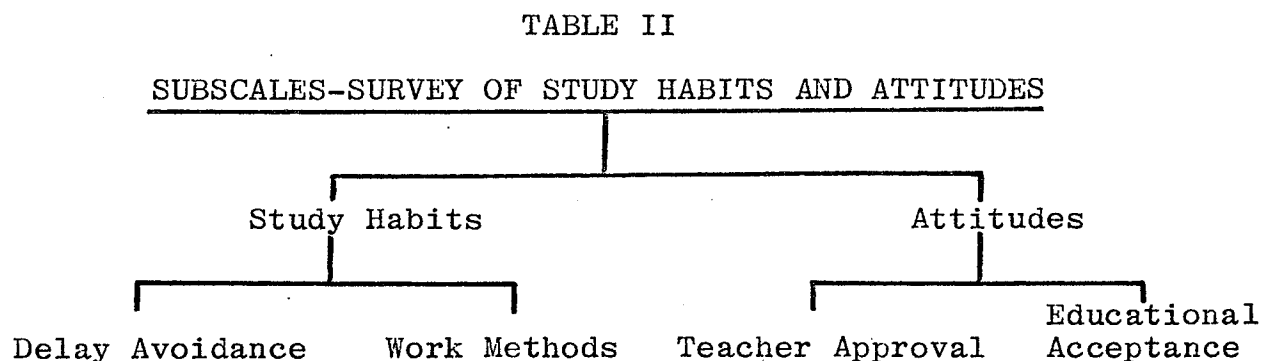 TABLE II
SUBSCALES-SURVEY OF STUDY HABITS AND ATTITUDES
Study Habits
Attitudes
Delay Avoidance
Work Methods
Teacher Approval
Educational
Acceptance